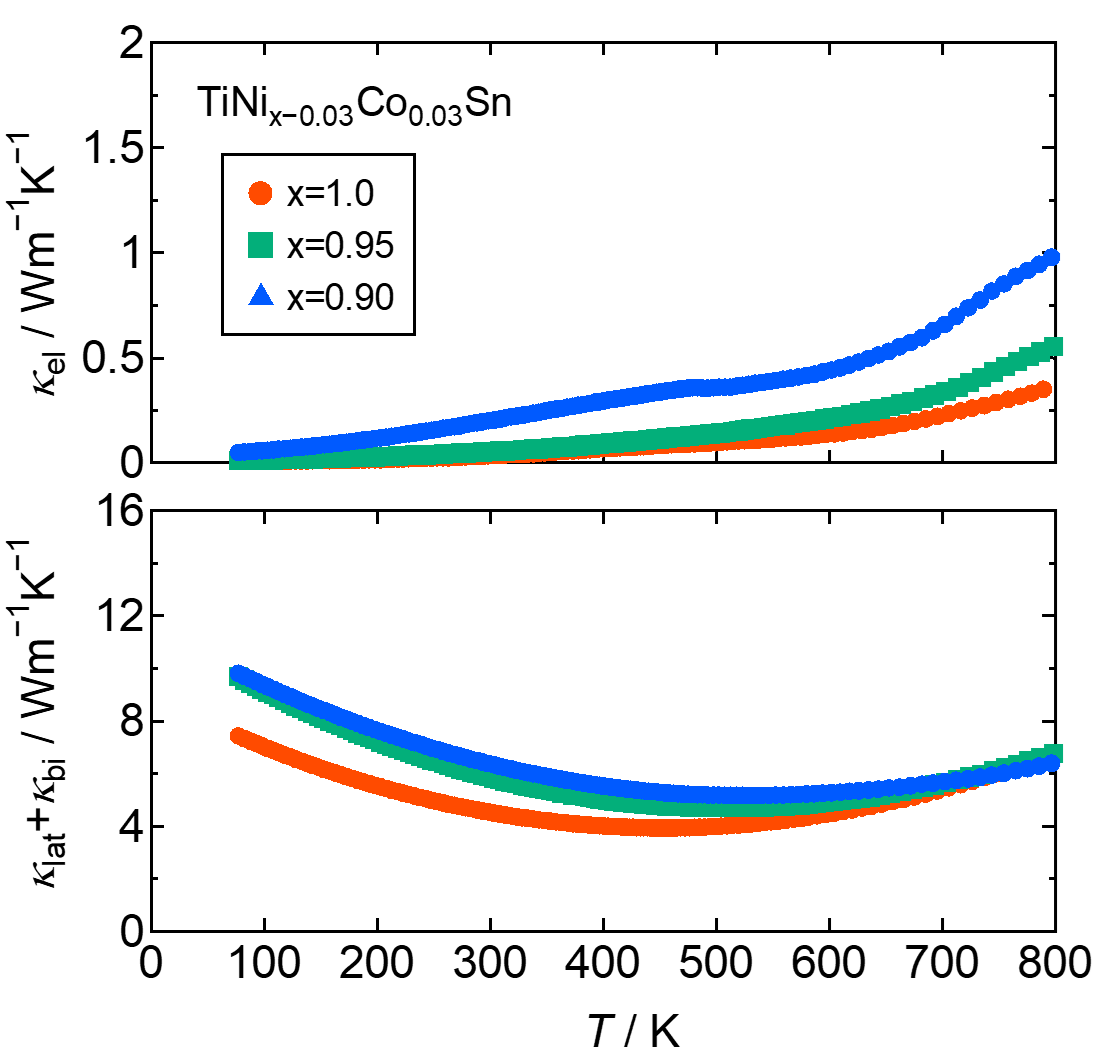 2
TiNiₓ₋₀.₀₃Co₀.₀₃Sn
1.5
x=1.0
x=0.95
x=0.90
1
0.5
0
κel / Wm⁻¹K⁻¹
16
12
8
4
0
κlat+κbi / Wm⁻¹K⁻¹
0 100 200 300 400 500 600 700 800
T / K